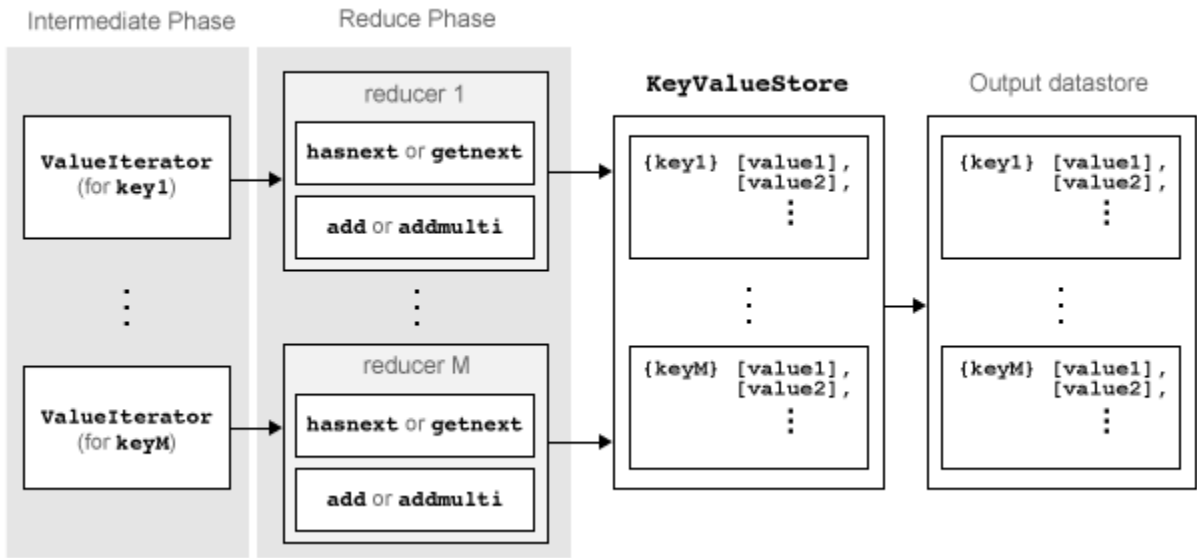 Intermediate Phase
Reduce Phase
ValueIterator
(for key1)
ValueIterator
(for keyM)
reducer 1
hasnext or getnext
add or addmulti
reducer M
hasnext or getnext
add or addmulti
KeyValueStore
{key1} [value1],
[value2],
{keyM} [value1],
[value2],
Output datastore
{key1} [value1],
[value2],
{keyM} [value1],
[value2],